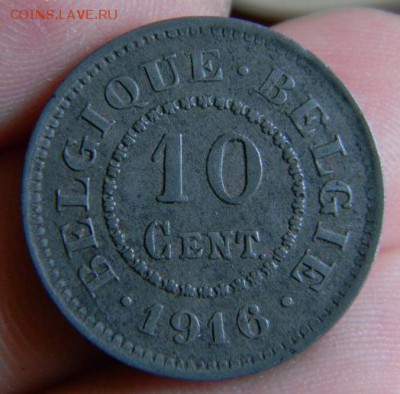 COINS.LAVE.RU
BELGIQUE · BELGIE ·
10
CENT.
· 1916 ·